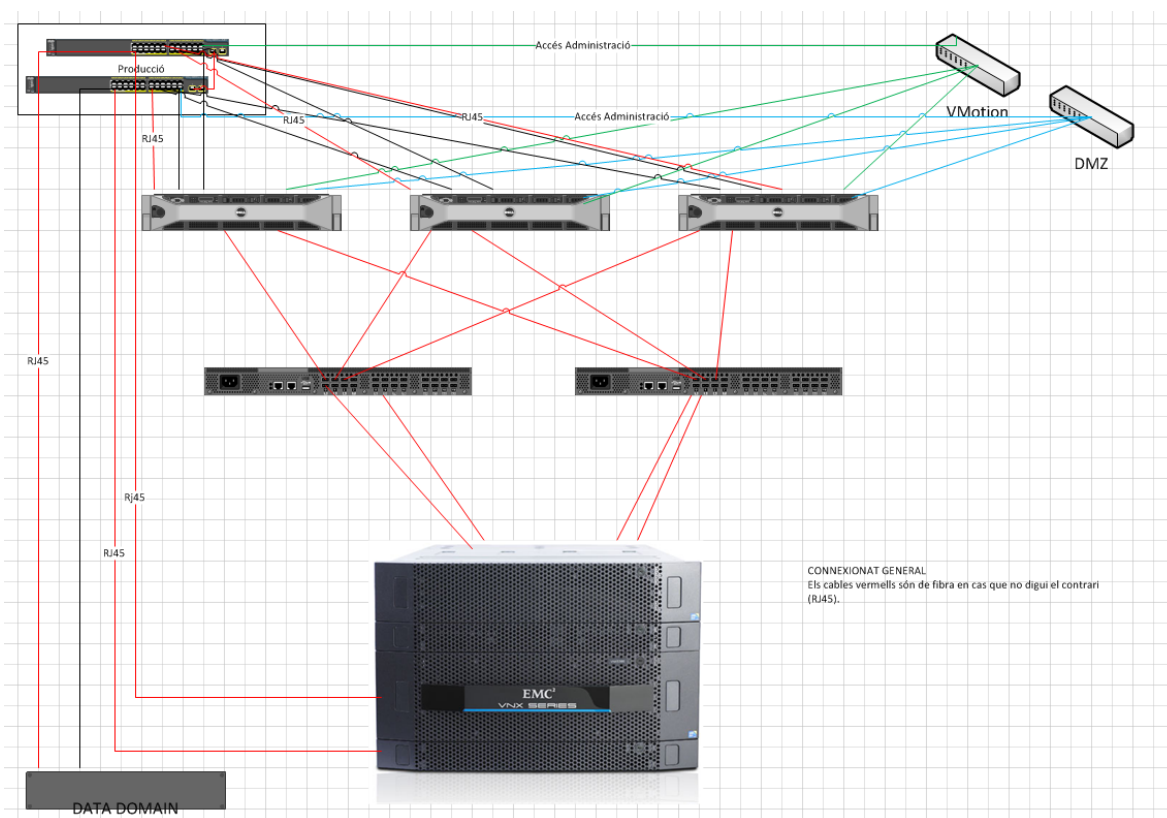 Accés Administració
Producció
VMotion
RJ45
RJ45
Accés Administració
RJ45
DMZ
RJ45
Rj45
RJ45
CONNEXIONAT GENERAL
Els cables vermells són de fibra en cas que no digui el contrari
(RJ45).
EMC²
VNX SERIES
DATA DOMAIN